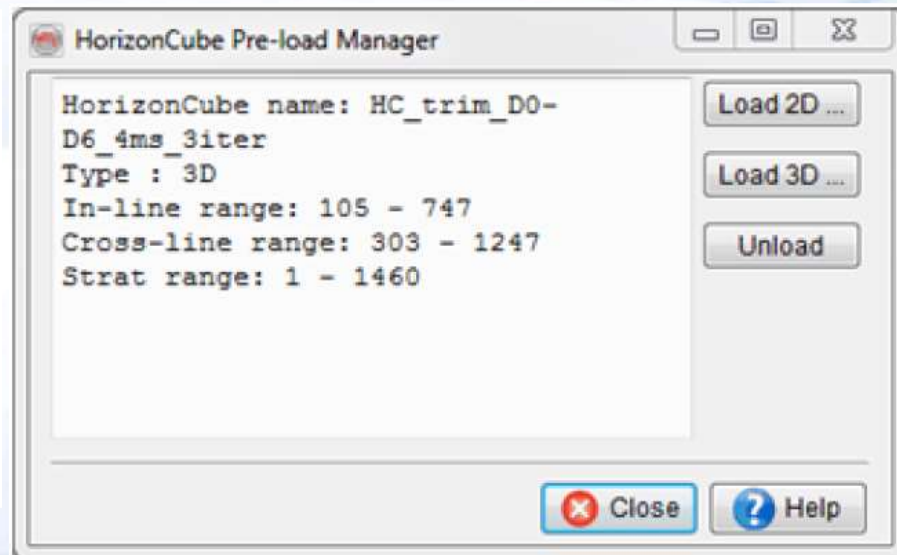 HorizonCube Pre-load Manager
HorizonCube name: HC_trim_D0-
D6_4ms_3iter
Type : 3D
In-line range: 105 - 747
Cross-line range: 303 - 1247
Strat range: 1 - 1460
Load 2D ...
Load 3D ...
Unload
Close
Help